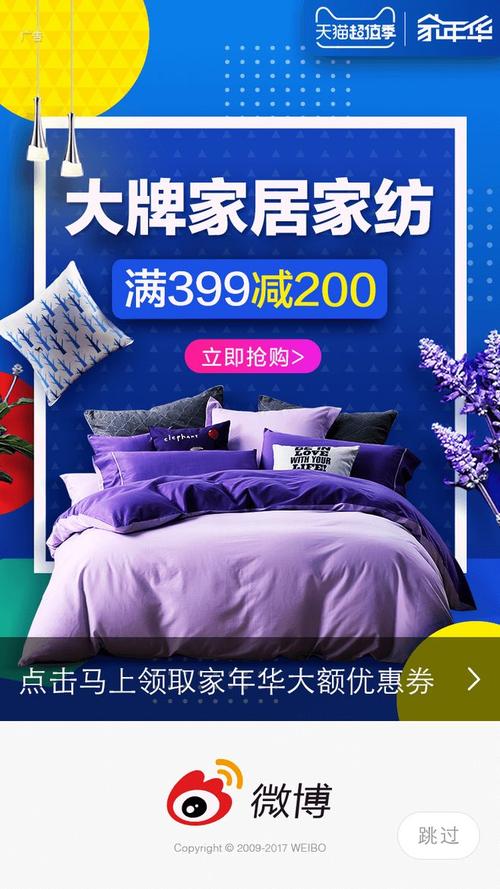 广告
天猫超值季 家年华
大牌家居家纺
满399减200
立即抢购>
elephant
BE IN
LOVE
WITH YOUR
LIFE!
点击马上领取家年华大额优惠券
微博
跳过
Copyright © 2009-2017 WEIBO